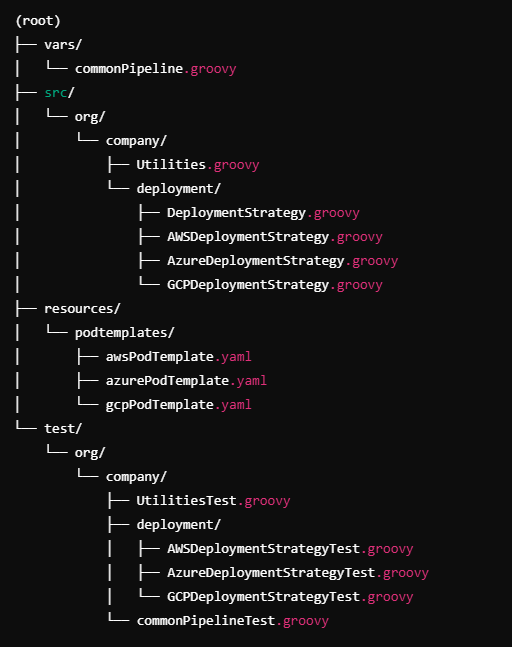 (root)
├── vars/
│   └── commonPipeline.groovy
├── src/
│   └── org/
│       └── company/
│           ├── Utilities.groovy
│           └── deployment/
│               ├── DeploymentStrategy.groovy
│               ├── AWSDeploymentStrategy.groovy
│               ├── AzureDeploymentStrategy.groovy
│               └── GCPDeploymentStrategy.groovy
├── resources/
│   └── podtemplates/
│       ├── awsPodTemplate.yaml
│       ├── azurePodTemplate.yaml
│       └── gcpPodTemplate.yaml
└── test/
    └── org/
        └── company/
            ├── UtilitiesTest.groovy
            ├── deployment/
            │   ├── AWSDeploymentStrategyTest.groovy
            │   ├── AzureDeploymentStrategyTest.groovy
            │   └── GCPDeploymentStrategyTest.groovy
            └── commonPipelineTest.groovy